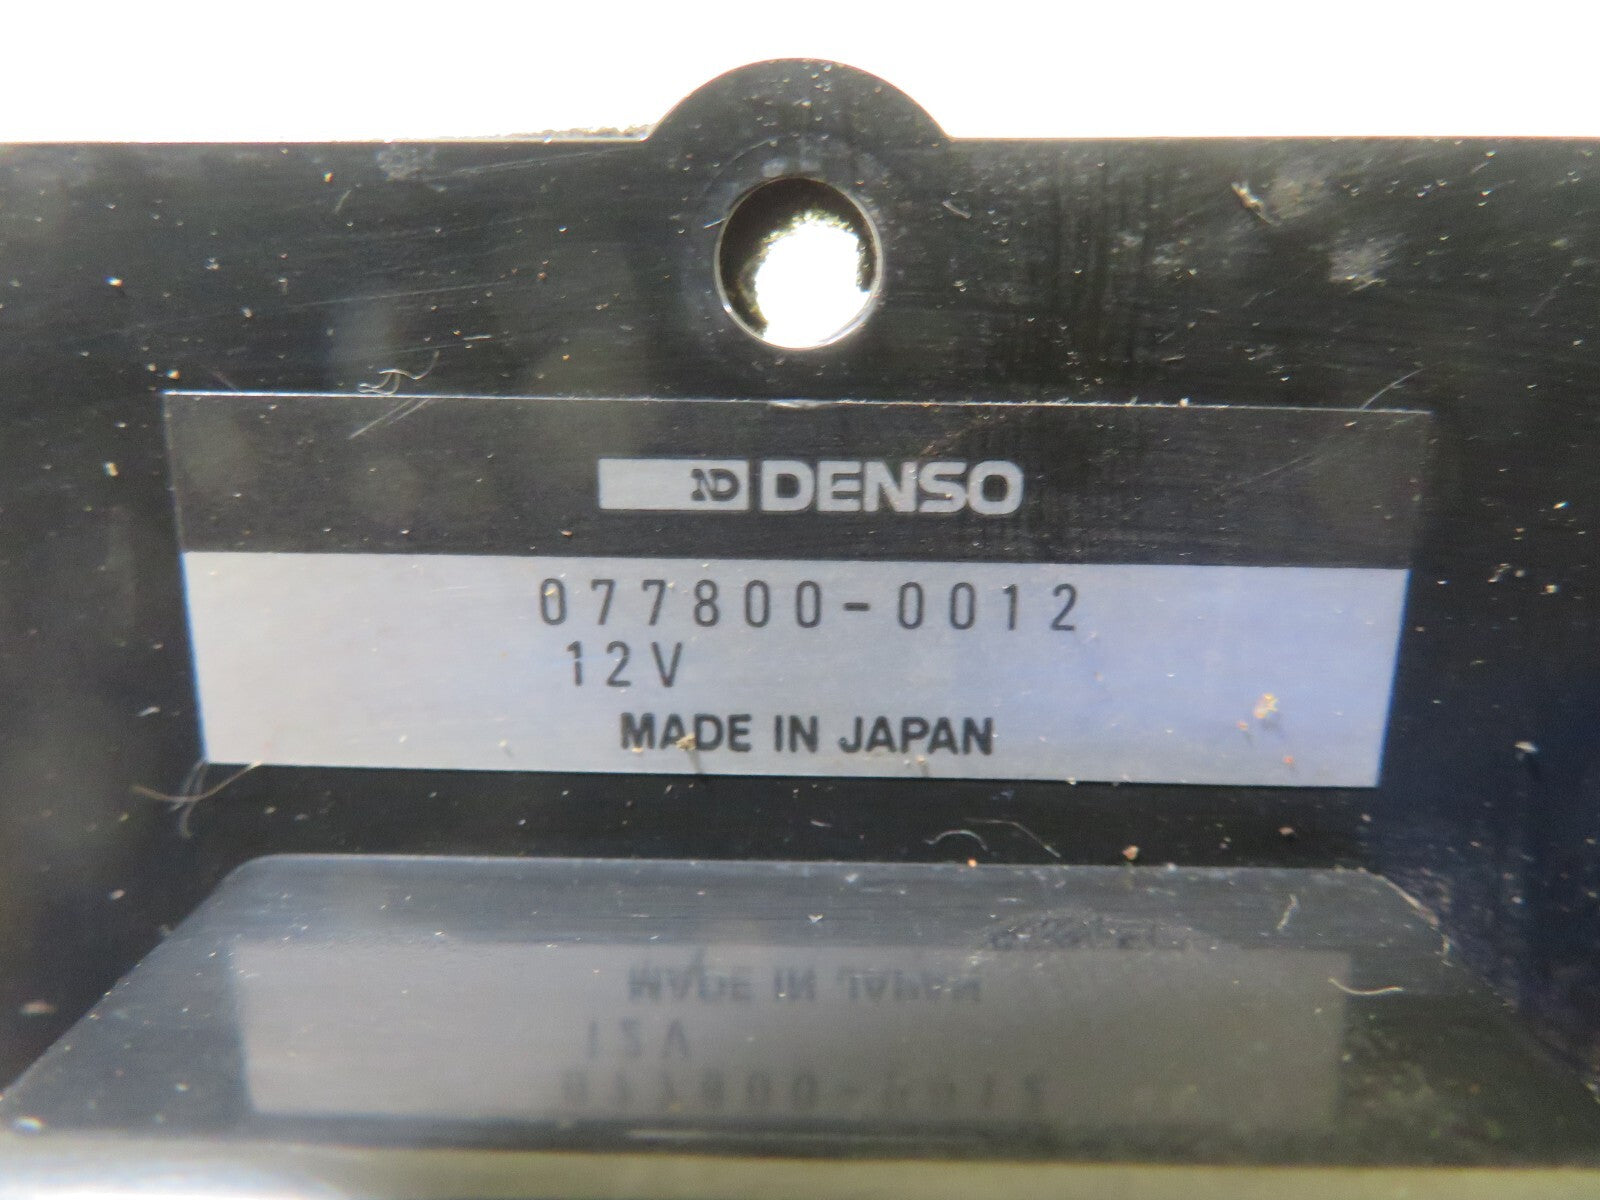 ND DENSO
077800-0012
12V
MADE IN JAPAN